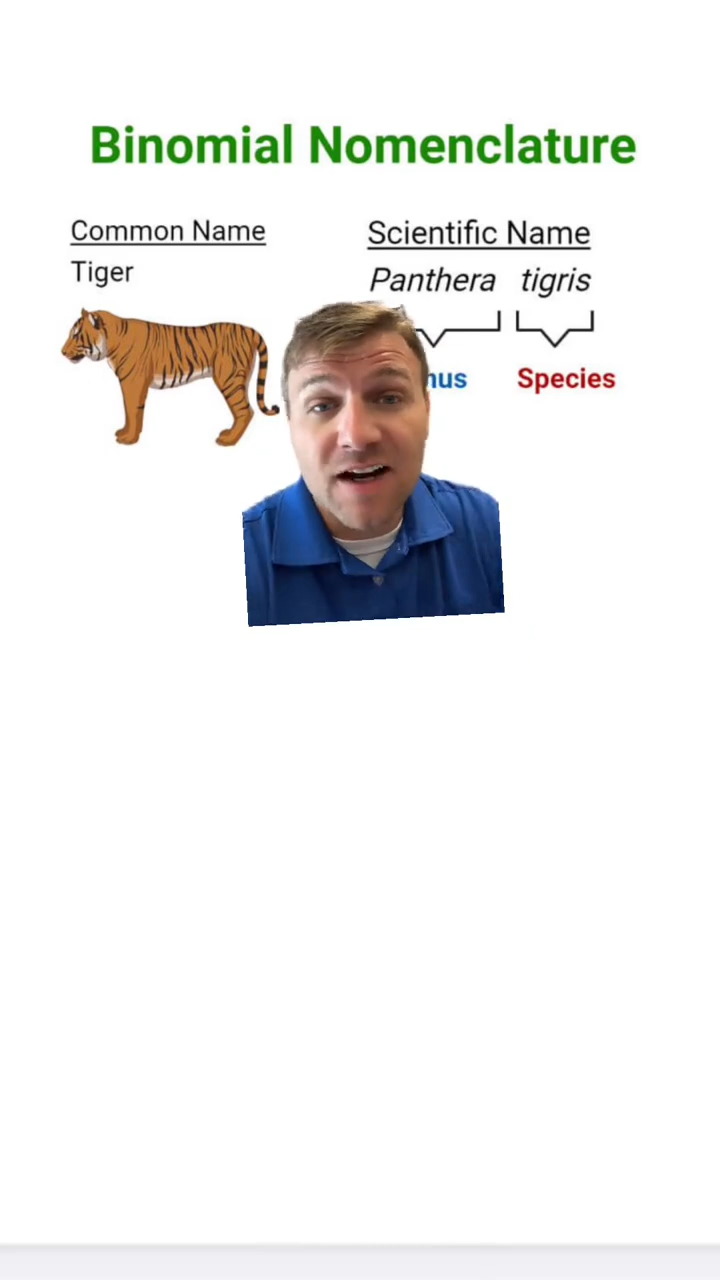 Binomial Nomenclature
Common Name
Tiger
Scientific Name
Panthera tigris
Species